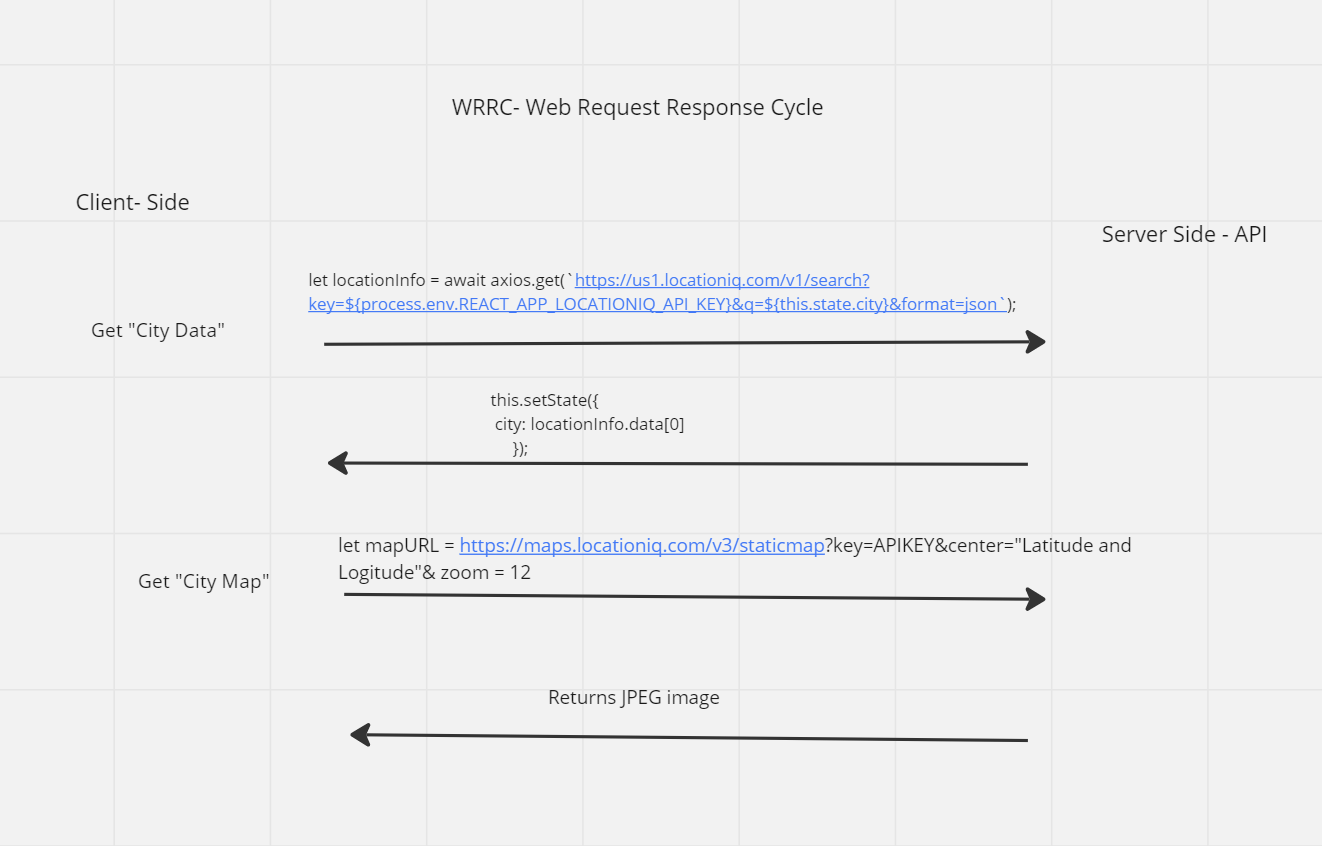 WRRC- Web Request Response Cycle
Client- Side
Server Side - API
let locationInfo = await axios.get(`https://us1.locationiq.com/v1/search?
key=${process.env.REACT_APP_LOCATIONIQ_API_KEY}&q=${this.state.city}&format=json`);
Get "City Data"
this.setState({
city: locationInfo.data[0]
});
let mapURL = https://maps.locationiq.com/v3/staticmap?key=APIKEY&center="Latitude and
Logitude"& zoom = 12
Get "City Map"
Returns JPEG image